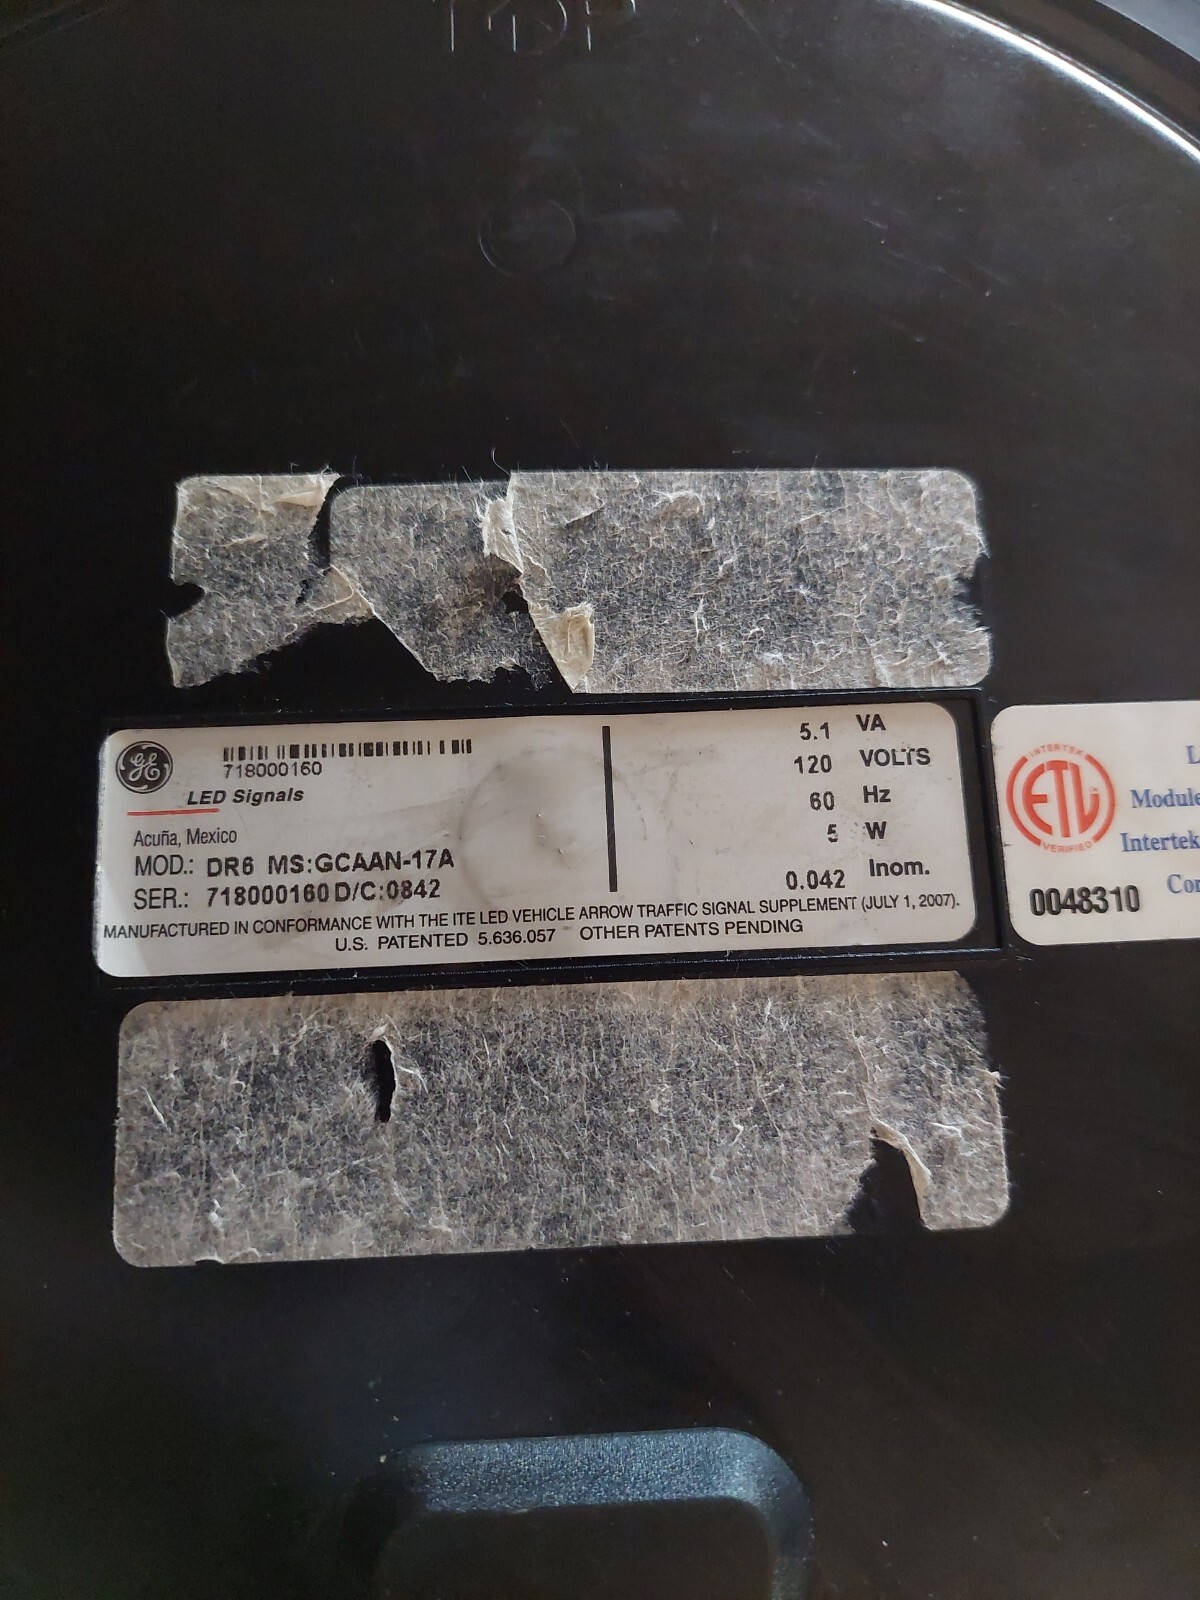 TOP
GE
718000160
LED Signals
Acuña, Mexico
MOD.: DR6 MS:GCAAN-17A
SER.: 718000160 D/C:0842
5.1 VA
120 VOLTS
60 Hz
5 W
0.042 Inom.
MANUFACTURED IN CONFORMANCE WITH THE ITE LED VEHICLE ARROW TRAFFIC SIGNAL SUPPLEMENT (JULY 1, 2007).
U.S. PATENTED 5.636.057 OTHER PATENTS PENDING
INTERTEK
ETL
VERIFIED
Intertek
0048310